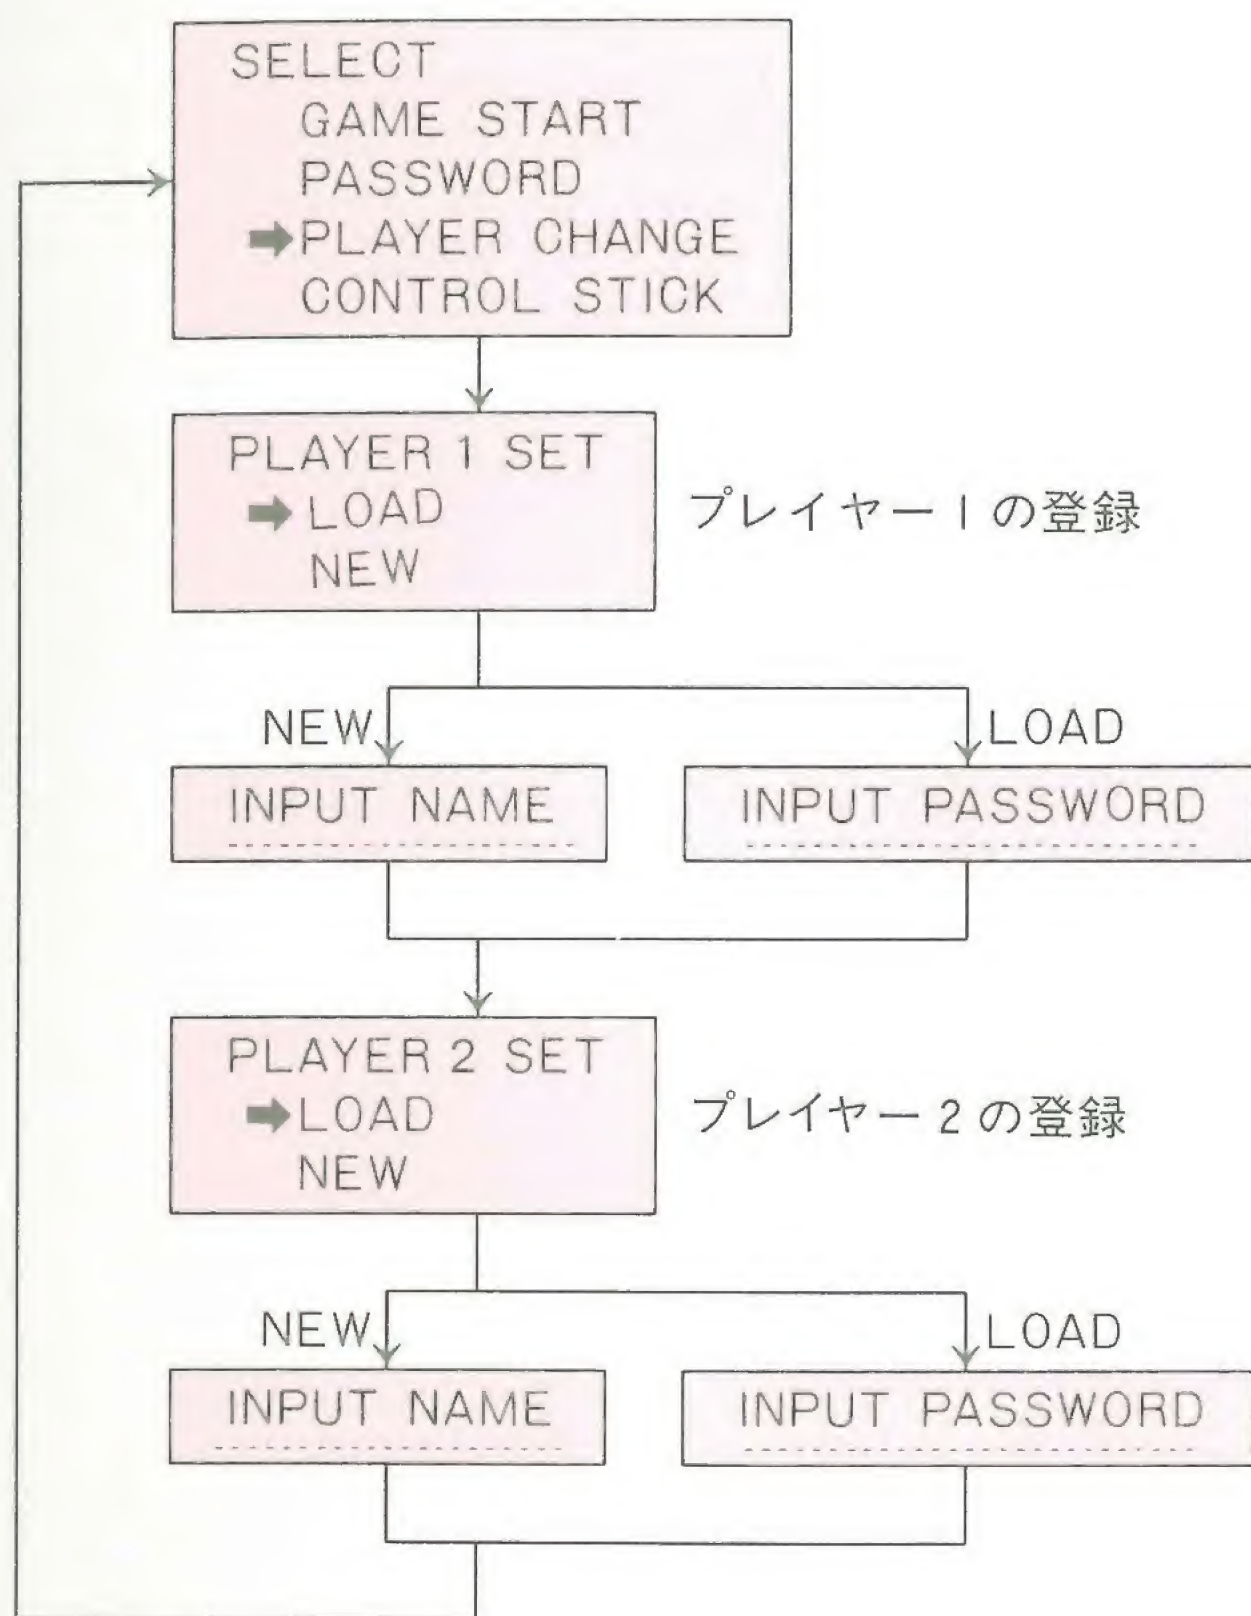 SELECT
GAME START
PASSWORD
➡PLAYER CHANGE
CONTROL STICK
PLAYER 1 SET
➡LOAD
NEW
プレイヤー1の登録
NEW
LOAD
INPUT NAME
INPUT PASSWORD
PLAYER 2 SET
➡LOAD
NEW
プレイヤー2の登録
NEW
LOAD
INPUT NAME
INPUT PASSWORD